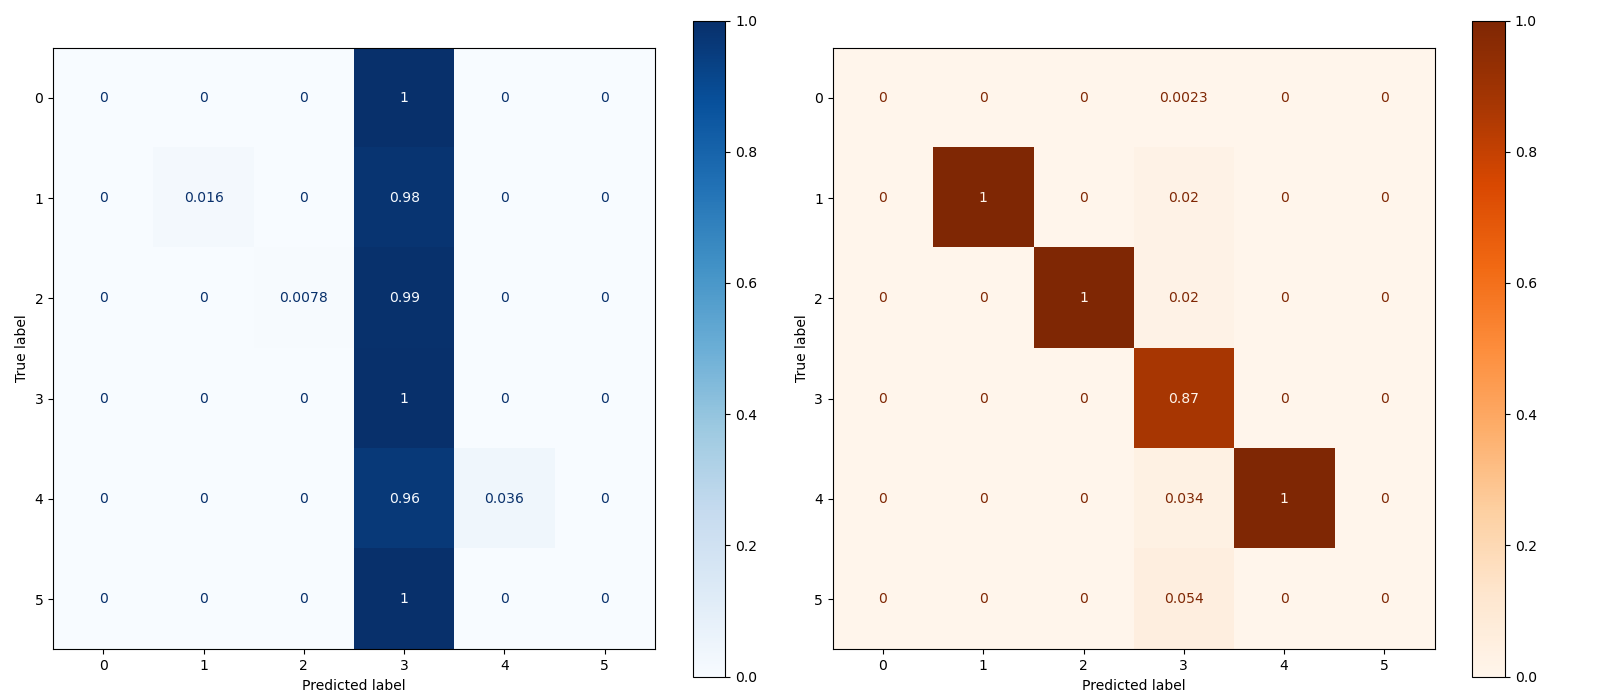 0 0 0 0 1 0 0
1 0 0.016 0 0.98 0 0
2 0 0 0.0078 0.99 0 0
3 0 0 0 1 0 0
4 0 0 0 0.96 0.036 0
5 0 0 0 1 0 0
0 1 2 3 4 5
Predicted label
True label
1.0
0.8
0.6
0.4
0.2
0.0
0 0 0 0 0.0023 0 0
1 0 1 0 0.02 0 0
2 0 0 1 0.02 0 0
3 0 0 0 0.87 0 0
4 0 0 0 0.034 1 0
5 0 0 0 0.054 0 0
0 1 2 3 4 5
Predicted label
True label
1.0
0.8
0.6
0.4
0.2
0.0